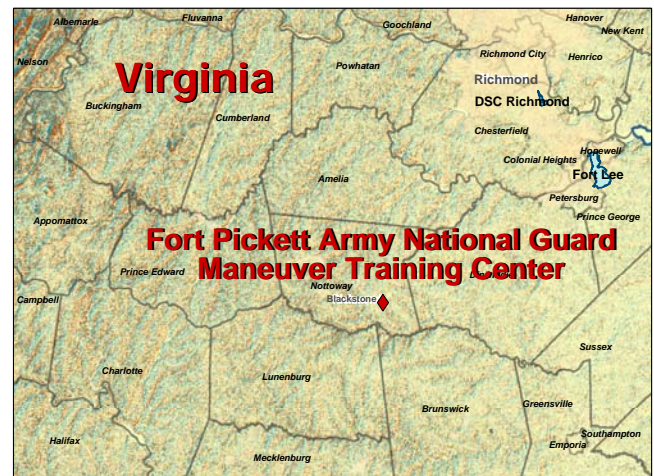 Albemarle
Fluvanna
Goochland
Hanover
New Kent
Nelson
Powhatan
Richmond City
Henrico
Virginia
Richmond
DSC Richmond
Buckingham
Cumberland
Chesterfield
Hopewell
Colonial Heights
Fort Lee
Amelia
Petersburg
Prince George
Appomattox
Fort Pickett Army National Guard
Maneuver Training Center
Prince Edward
Nottoway
Blackstone
Campbell
Sussex
Charlotte
Lunenburg
Brunswick
Greensville
Halifax
Southampton
Emporia
Mecklenburg